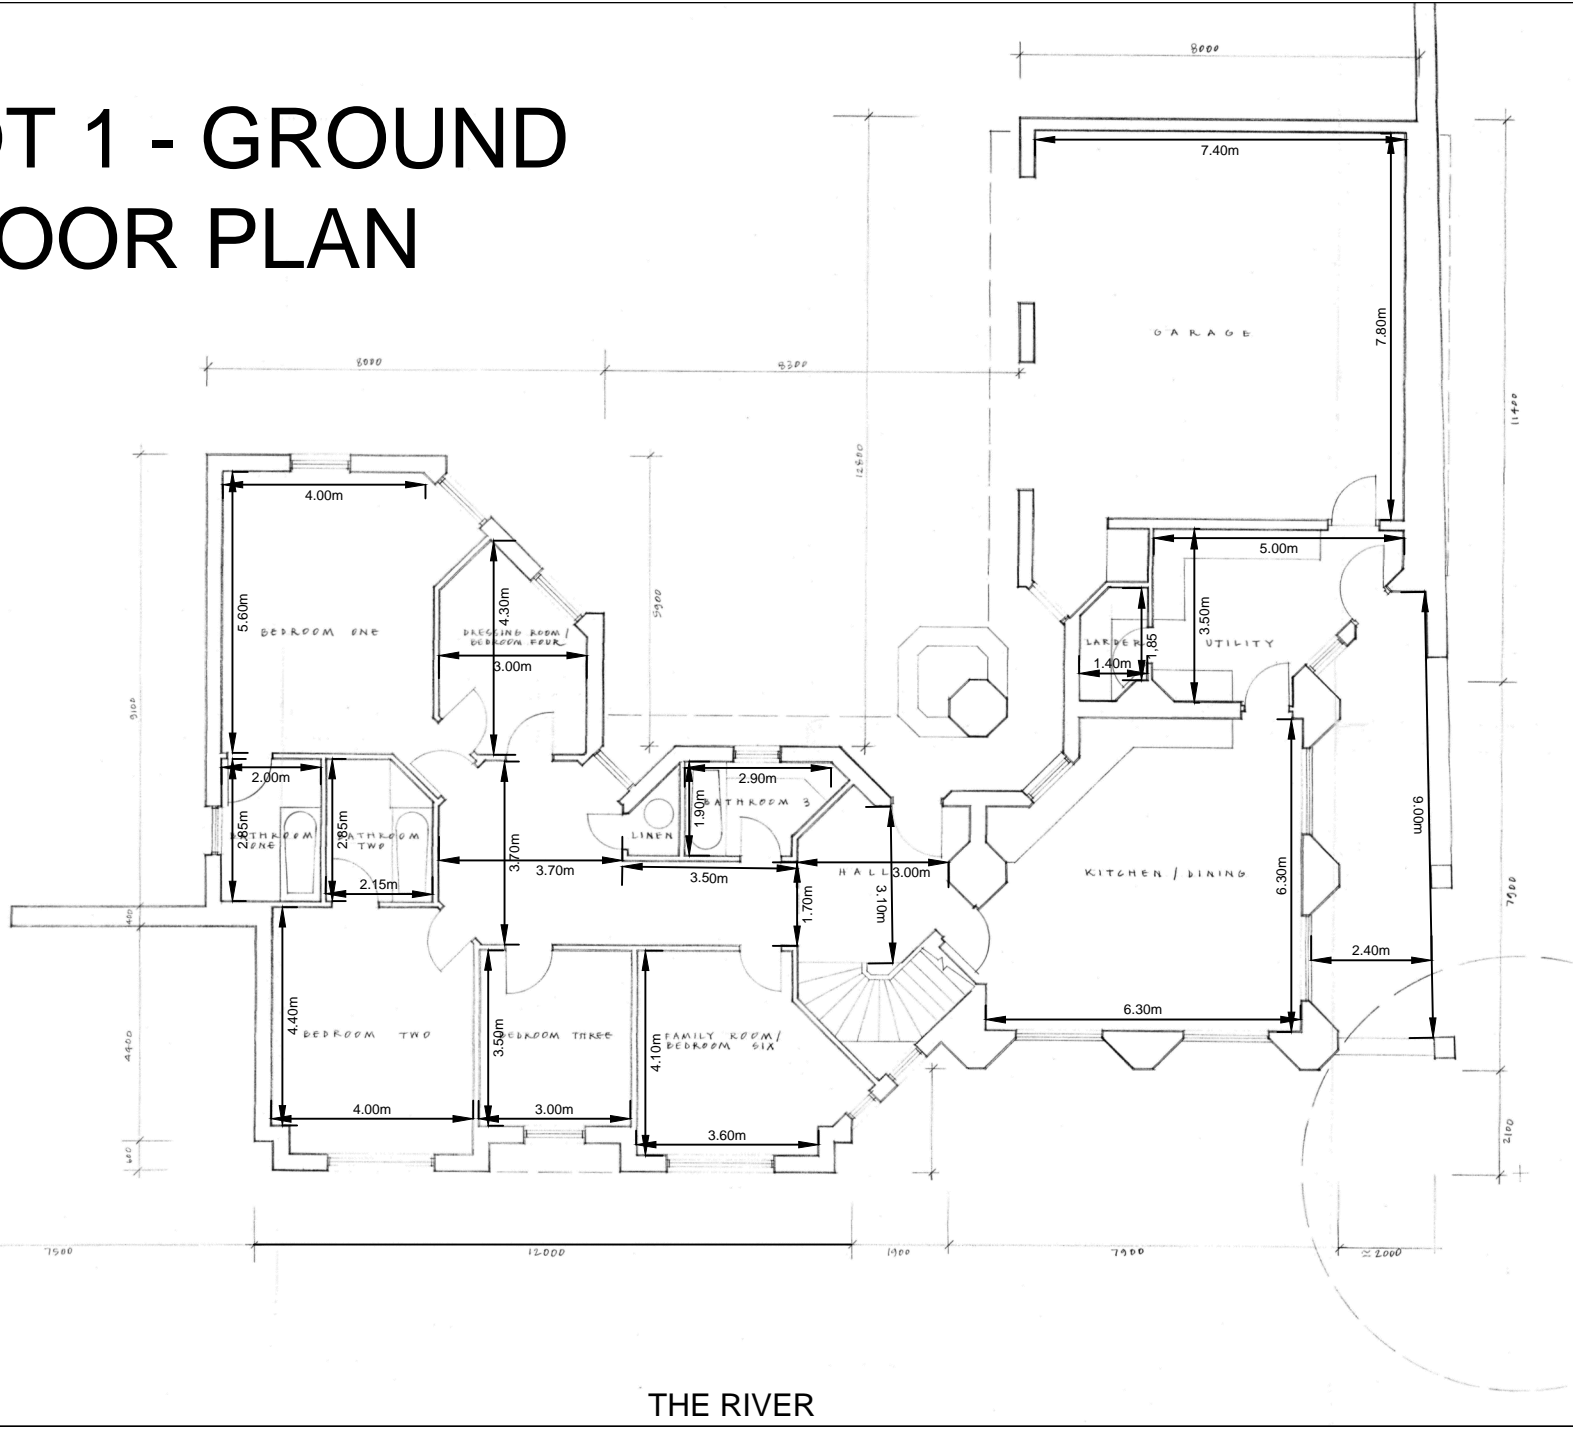 8000
OT 1 - GROUND
OOR PLAN
7.40m
7.80m
GARAGE
8000
8300
11400
12800
4.00m
5.60m
BEDROOM ONE
4.30m
DRESSING ROOM/
BEDROOM FOUR
3.00m
5900
9100
5.00m
3.50m
LARDER
1,85
UTILITY
1.40m
2.00m
2.85m
BATHROOM
ONE
2.85m
BATHROOM
TWO
2.15m
3.70m
3.70m
LINEN
2.90m
1.90m
BATHROOM 3
3.50m
HALL
3.00m
1.70m
3.10m
KITCHEN / DINING
6.30m
9.00m
7900
2.40m
400
4.40m
BEDROOM TWO
4.00m
3.50m
BEDROOM THREE
3.00m
4.10m
FAMILY ROOM/
BEDROOM SIX
3.60m
6.30m
4400
600
2100
7500
12000
1900
7900
≈2000
THE RIVER